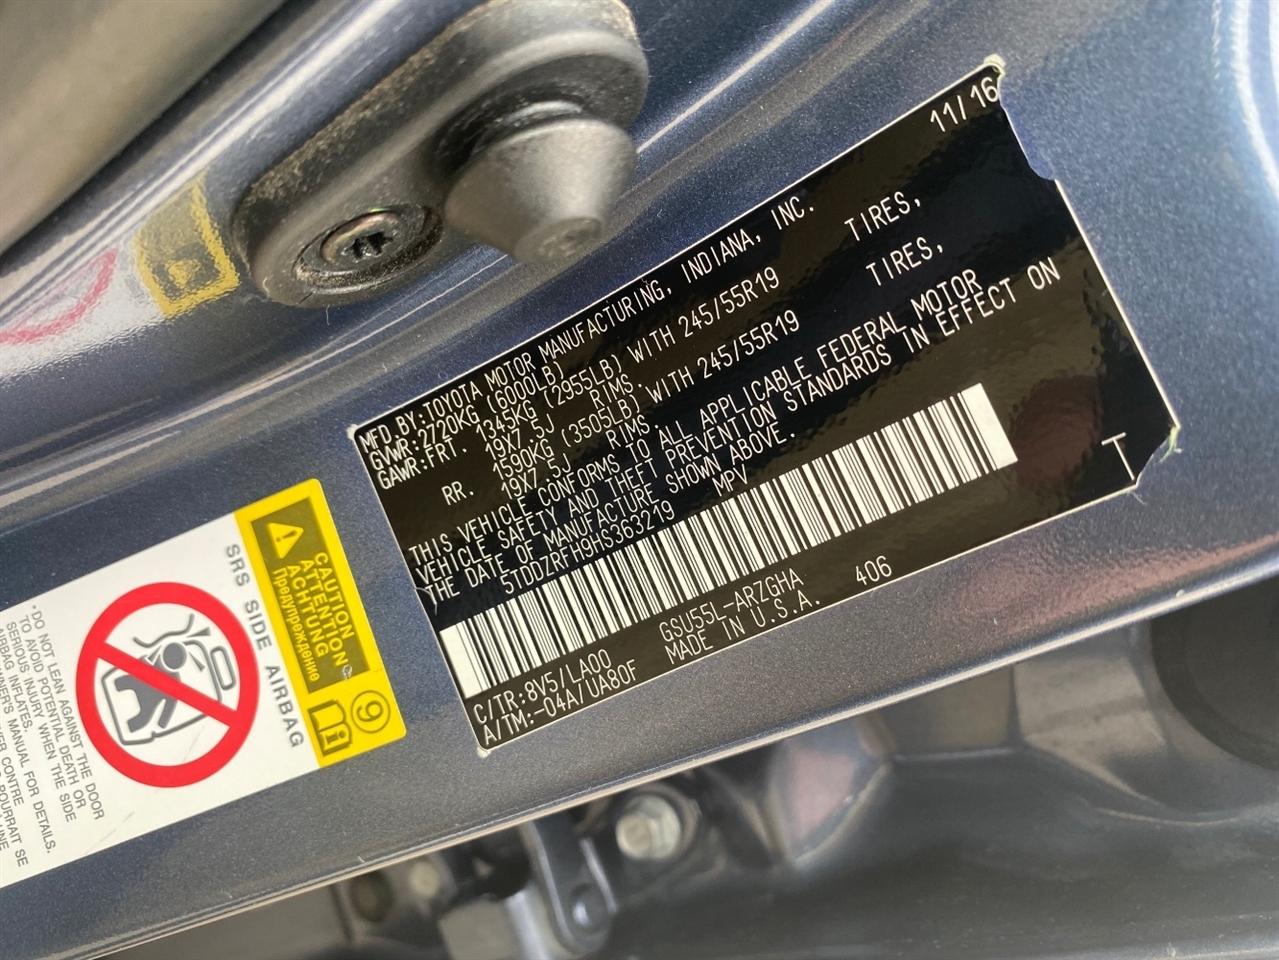 11/16
MFD.BY:TOYOTA MOTOR MANUFACTURING, INDIANA, INC.
GVWR:2720KG (6000LB)
GAWR:FRT. 1345KG (2955LB) WITH 245/55R19 TIRES,
19X7.5J RIMS.
RR. 1590KG (3505LB) WITH 245/55R19 TIRES,
19X7.5J RIMS.
THIS VEHICLE CONFORMS TO ALL APPLICABLE FEDERAL MOTOR
VEHICLE SAFETY AND THEFT PREVENTION STANDARDS IN EFFECT ON
THE DATE OF MANUFACTURE SHOWN ABOVE.
5TDDZRFH9HS363219 MPV
T
C/TR:8V5/LA00 GSU55L-ARZGHA 406
A/TM:-04A/UA80F MADE IN U.S.A.
CAUTION
ATTENTION
ACHTUNG
Предупреждение
9
SRS SIDE AIRBAG
•DO NOT LEAN AGAINST THE DOOR
TO AVOID POTENTIAL DEATH OR
SERIOUS INJURY WHEN THE SIDE
AIRBAG INFLATES.
OWNER'S MANUAL FOR DETAILS.
CONTRE
POURRAIT SE